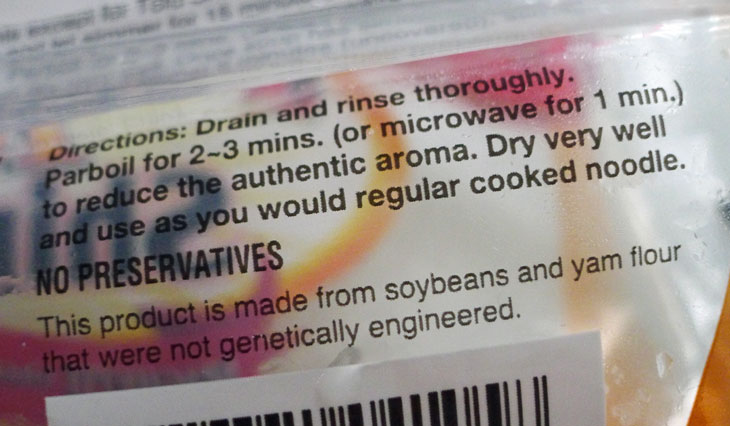 Directions: Drain and rinse thoroughly.
Parboil for 2~3 mins. (or microwave for 1 min.)
to reduce the authentic aroma. Dry very well
and use as you would regular cooked noodle.
NO PRESERVATIVES
This product is made from soybeans and yam flour
that were not genetically engineered.